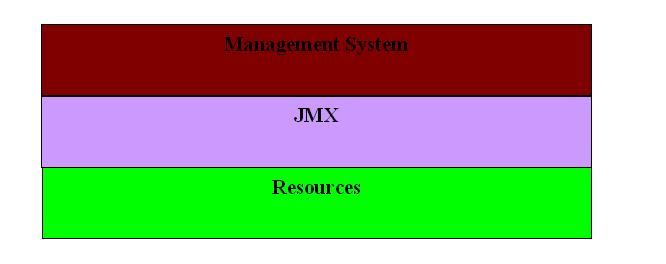 Management System
JMX
Resources